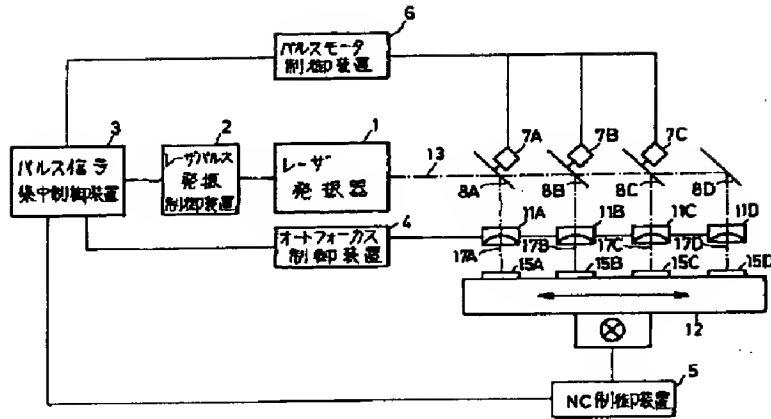 6
パルスモータ
制御装置
3
パルス信号
集中制御装置
2
レーザパルス
発振
制御装置
1
レーザ
発振器
13
7A
7B
7C
8A
8B
8C
8D
4
オートフォーカス
制御装置
11A
11B
11C
11D
17A
17B
17C
17D
15A
15B
15C
15D
12
5
NC制御装置